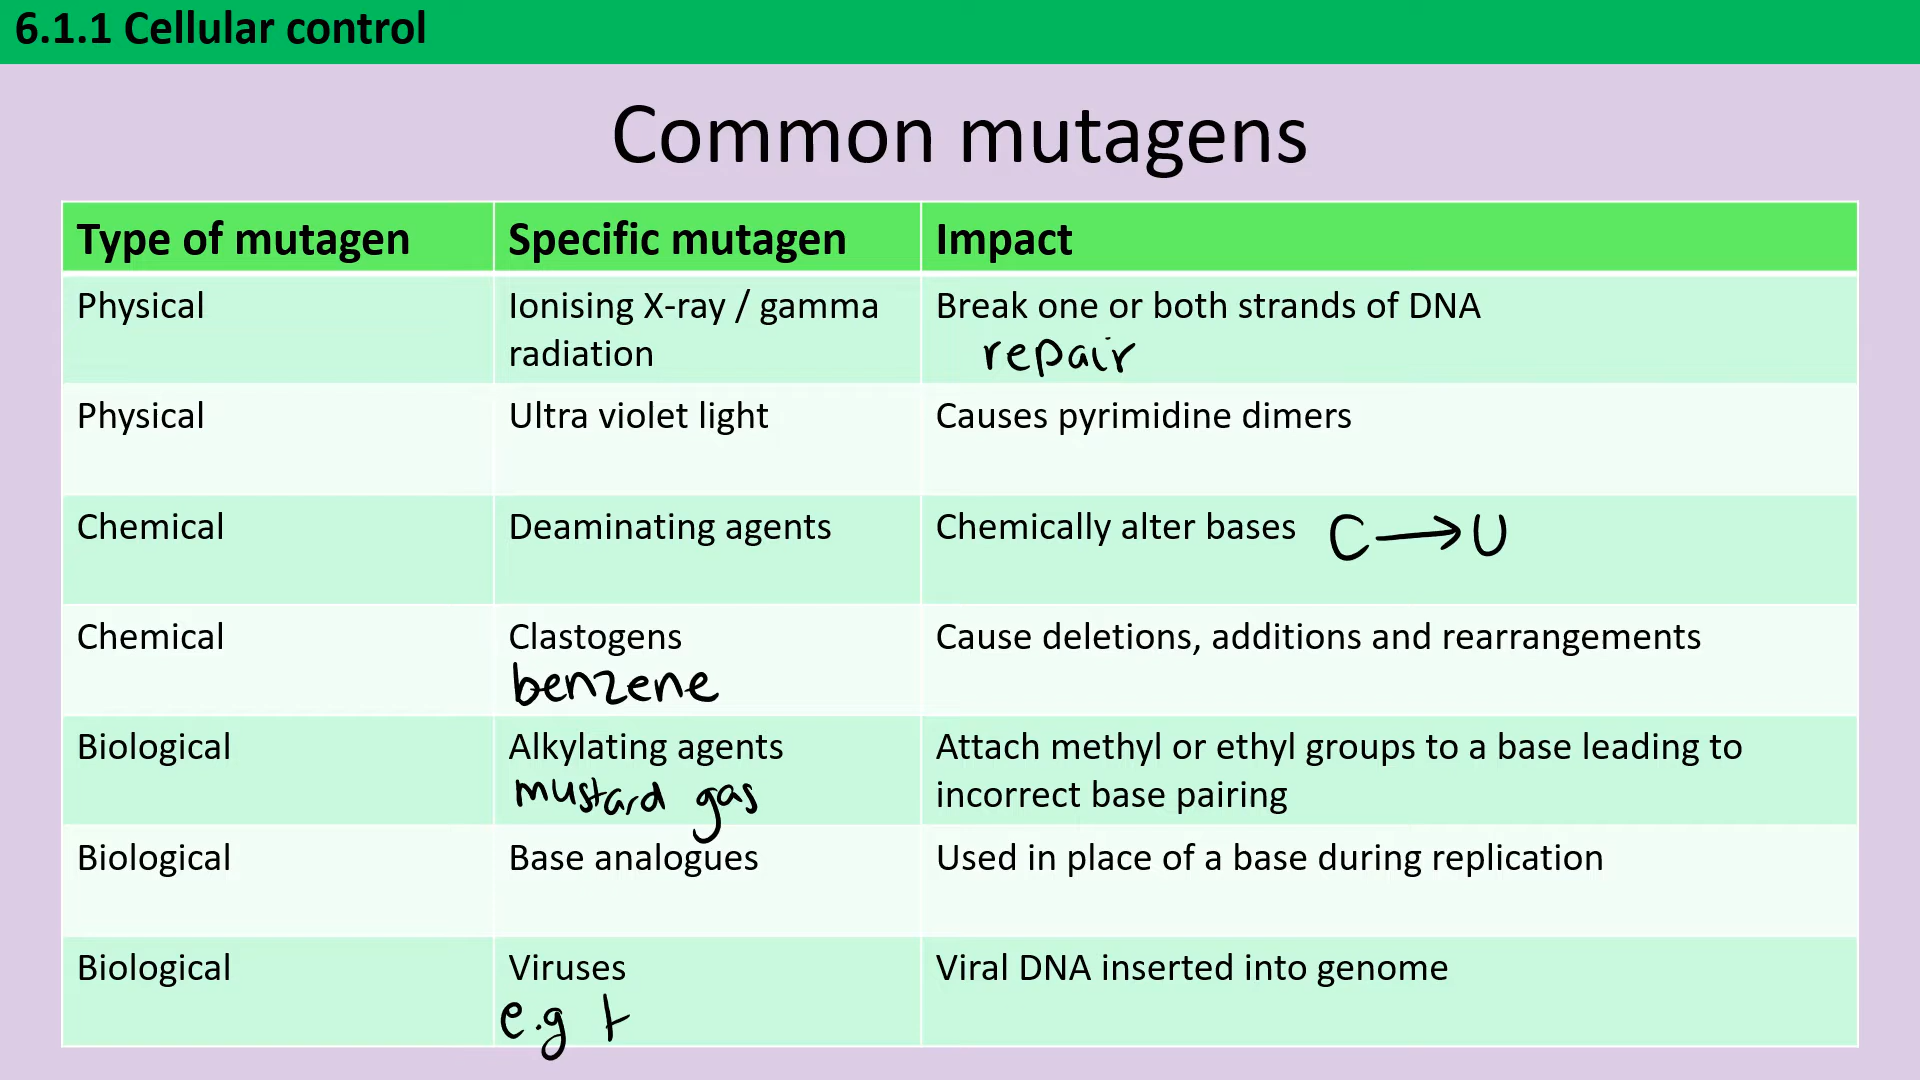 6.1.1 Cellular control
Common mutagens
Type of mutagen Specific mutagen Impact
Physical Ionising X-ray / gamma radiation Break one or both strands of DNA
repair
Physical Ultra violet light Causes pyrimidine dimers
Chemical Deaminating agents Chemically alter bases C → U
Chemical Clastogens Cause deletions, additions and rearrangements
benzene
Biological Alkylating agents Attach methyl or ethyl groups to a base leading to incorrect base pairing
mustard gas
Biological Base analogues Used in place of a base during replication
Biological Viruses Viral DNA inserted into genome
e.g